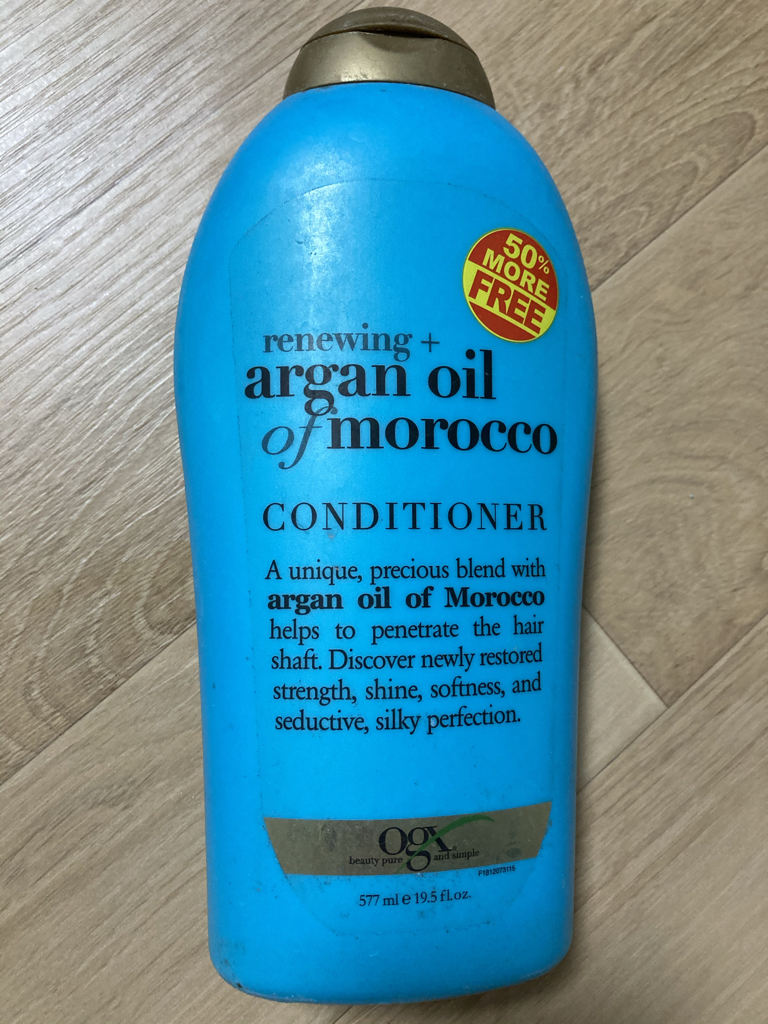 50%
MORE
FREE
renewing +
argan oil
of morocco
CONDITIONER
A unique, precious blend with
argan oil of Morocco
helps to penetrate the hair
shaft. Discover newly restored
strength, shine, softness, and
seductive, silky perfection.
ogx
beauty pure and simple
P1812073116
577 ml e 19.5 fl.oz.